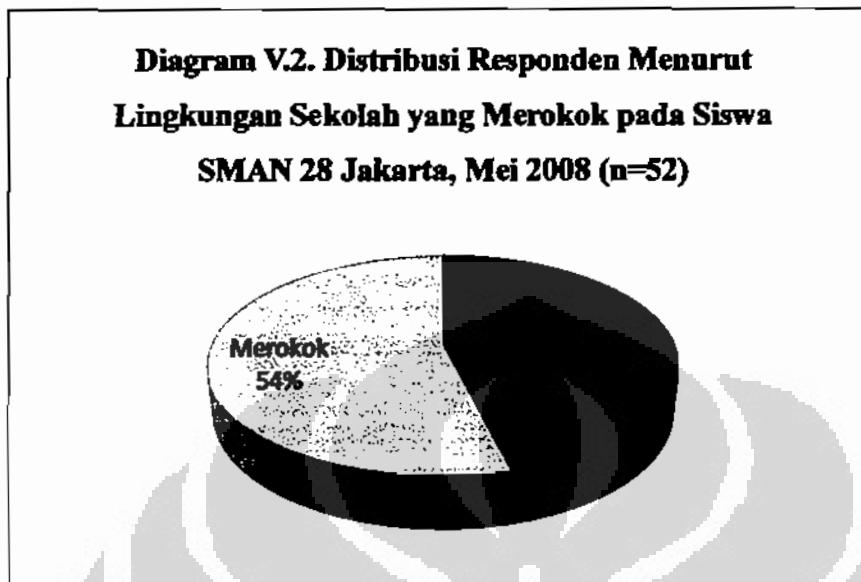 Diagram V.2. Distribusi Responden Menurut
Lingkungan Sekolah yang Merokok pada Siswa
SMAN 28 Jakarta, Mei 2008 (n=52)
Merokok
54%